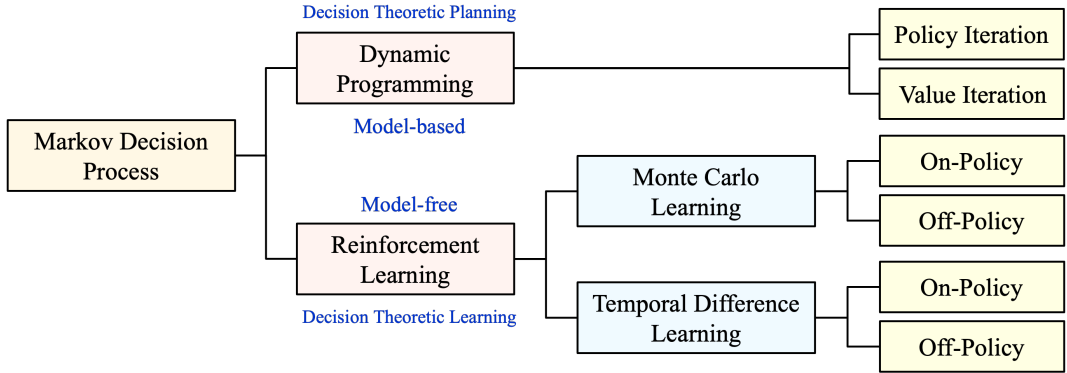 Decision Theoretic Planning
Dynamic
Programming
Model-based
Policy Iteration
Value Iteration
Markov Decision
Process
Model-free
Reinforcement
Learning
Decision Theoretic Learning
Monte Carlo
Learning
On-Policy
Off-Policy
Temporal Difference
Learning
On-Policy
Off-Policy